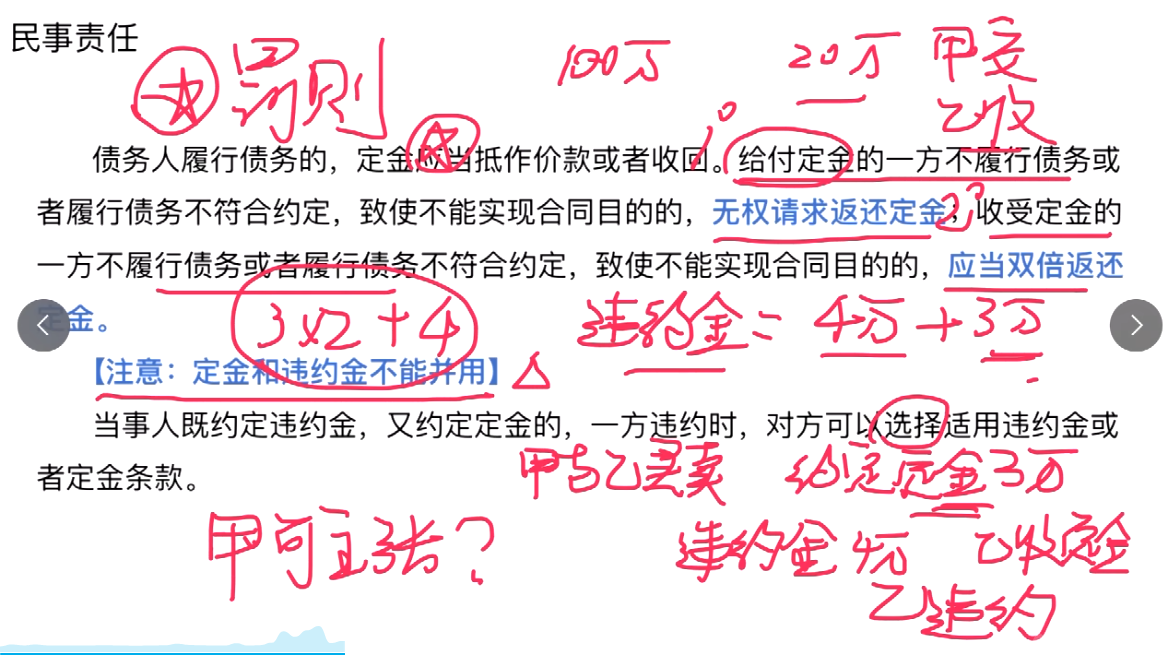 民事责任
罚则
100万 20万 甲交
乙收
债务人履行债务的，定金应当抵作价款或者收回。给付定金的一方不履行债务或
者履行债务不符合约定，致使不能实现合同目的的，无权请求返还定金；收受定金的
一方不履行债务或者履行债务不符合约定，致使不能实现合同目的的，应当双倍返还
定金。
3×2+4 违约金=4万+3万
【注意：定金和违约金不能并用】
当事人既约定违约金，又约定定金的，一方违约时，对方可以选择适用违约金或
者定金条款。
甲与乙买卖 约定定金3万
甲可主张？ 违约金4万 乙收定金
乙违约